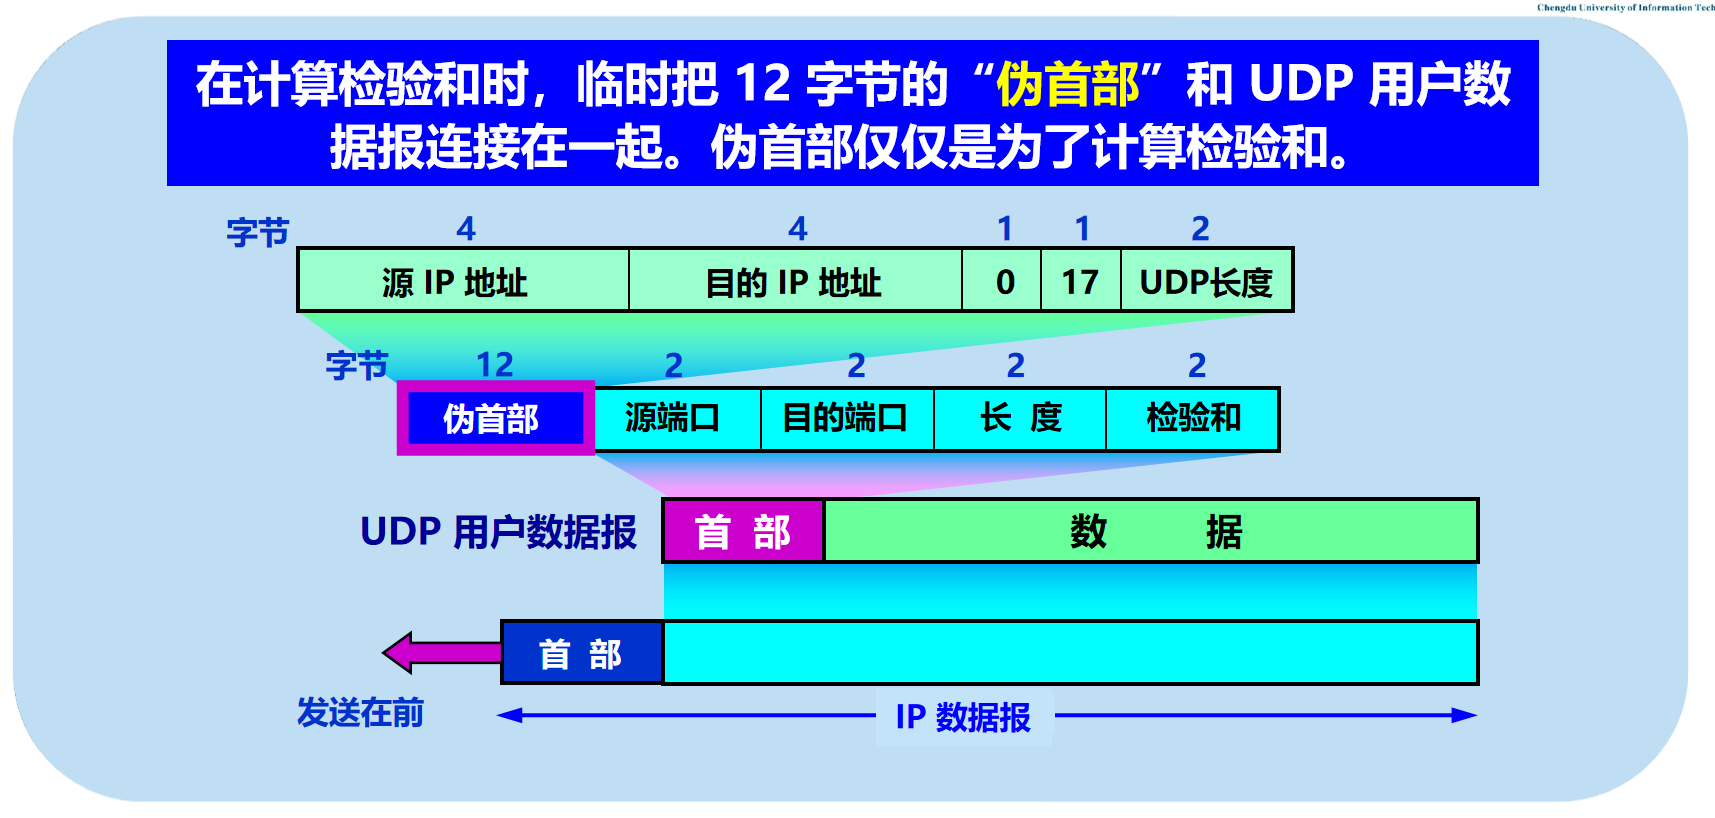 Chengdu University of Information Tech
在计算检验和时，临时把 12 字节的“伪首部”和 UDP 用户数
据报连接在一起。伪首部仅仅是为了计算检验和。
字节 4 4 1 1 2
源 IP 地址 目的 IP 地址 0 17 UDP长度
字节 12 2 2 2 2
伪首部 源端口 目的端口 长 度 检验和
UDP 用户数据报 首 部 数 据
首 部
发送在前
IP 数据报